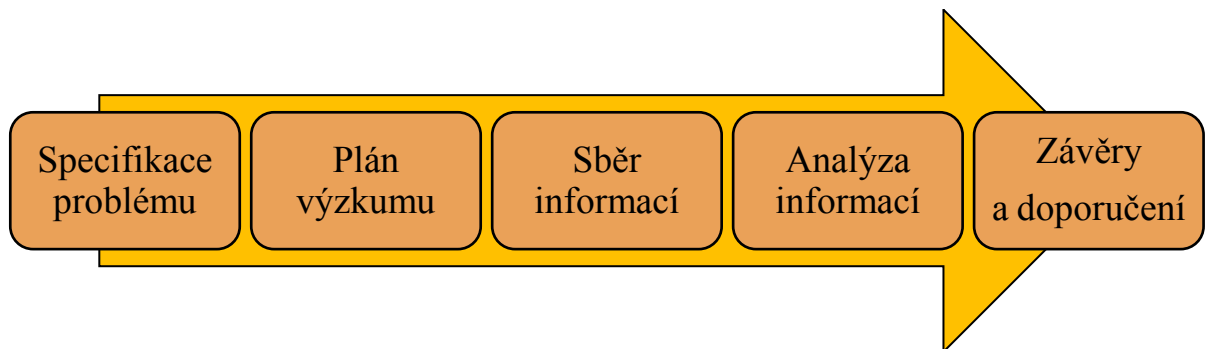 Specifikace
problému
Plán
výzkumu
Sběr
informací
Analýza
informací
Závěry
a doporučení